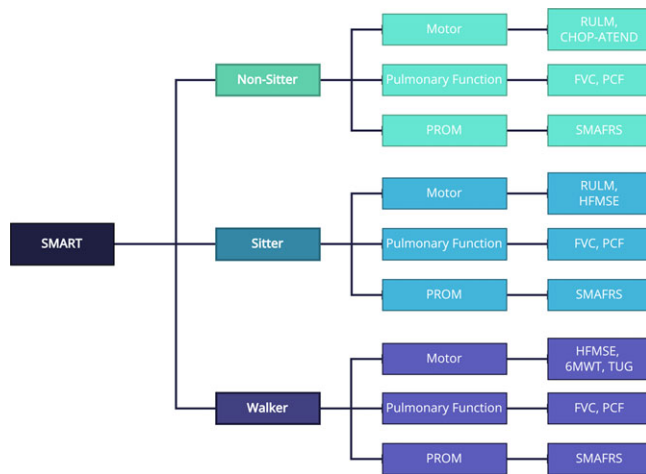 SMART
Non-Sitter
Motor
RULM,
CHOP-ATEND
Pulmonary Function
FVC, PCF
PROM
SMAFRS
Sitter
Motor
RULM,
HFMSE
Pulmonary Function
FVC, PCF
PROM
SMAFRS
Walker
Motor
HFMSE,
6MWT, TUG
Pulmonary Function
FVC, PCF
PROM
SMAFRS